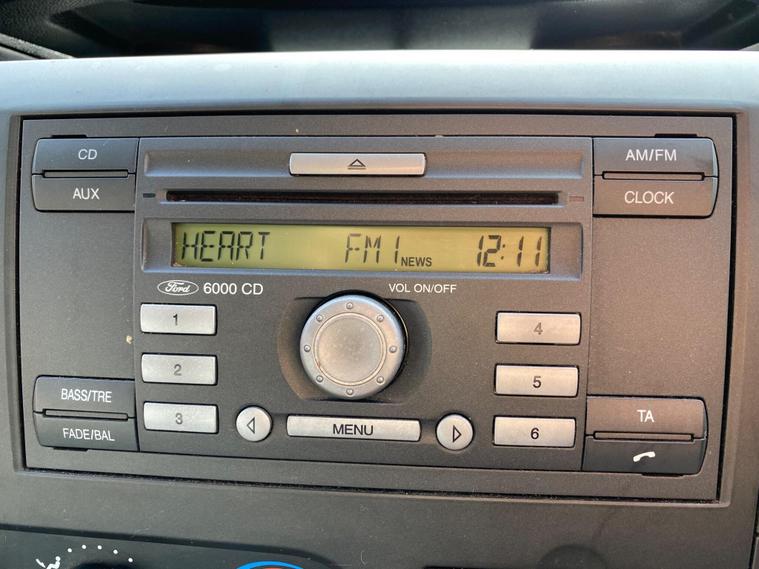 CD
AM/FM
AUX
CLOCK
HEART FM1 NEWS 12:11
Ford 6000 CD VOL ON/OFF
1
4
2
5
BASS/TRE
3
TA
MENU
6
FADE/BAL